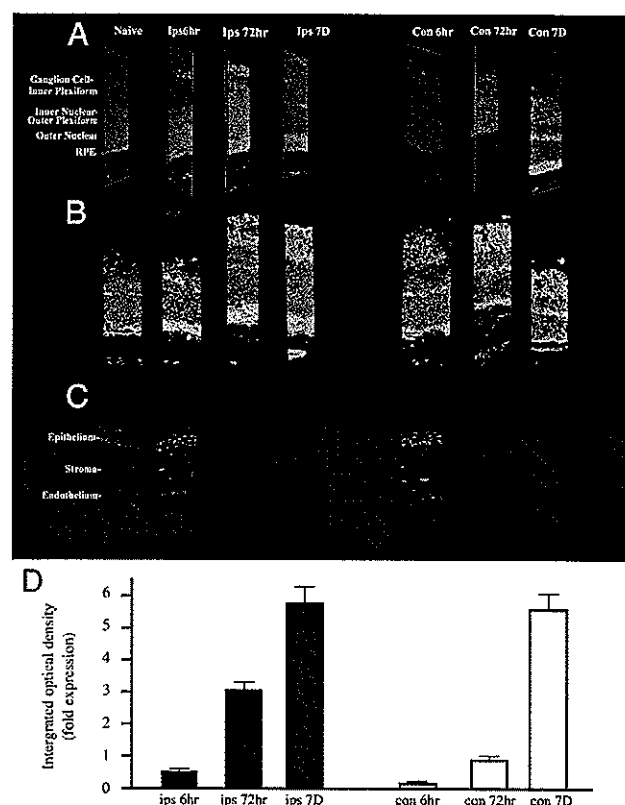 A
Naive Ips6hr Ips 72hr Ips 7D Con 6hr Con 72hr Con 7D
Ganglion Cell-
Inner Plexiform
Inner Nuclear-
Outer Plexiform
Outer Nuclear
RPE
B
C
Epithelium-
Stroma-
Endothelium-
D
Intergrated optical density
(fold expression)
6
5
4
3
2
1
0
ips 6hr ips 72hr ips 7D con 6hr con 72hr con 7D